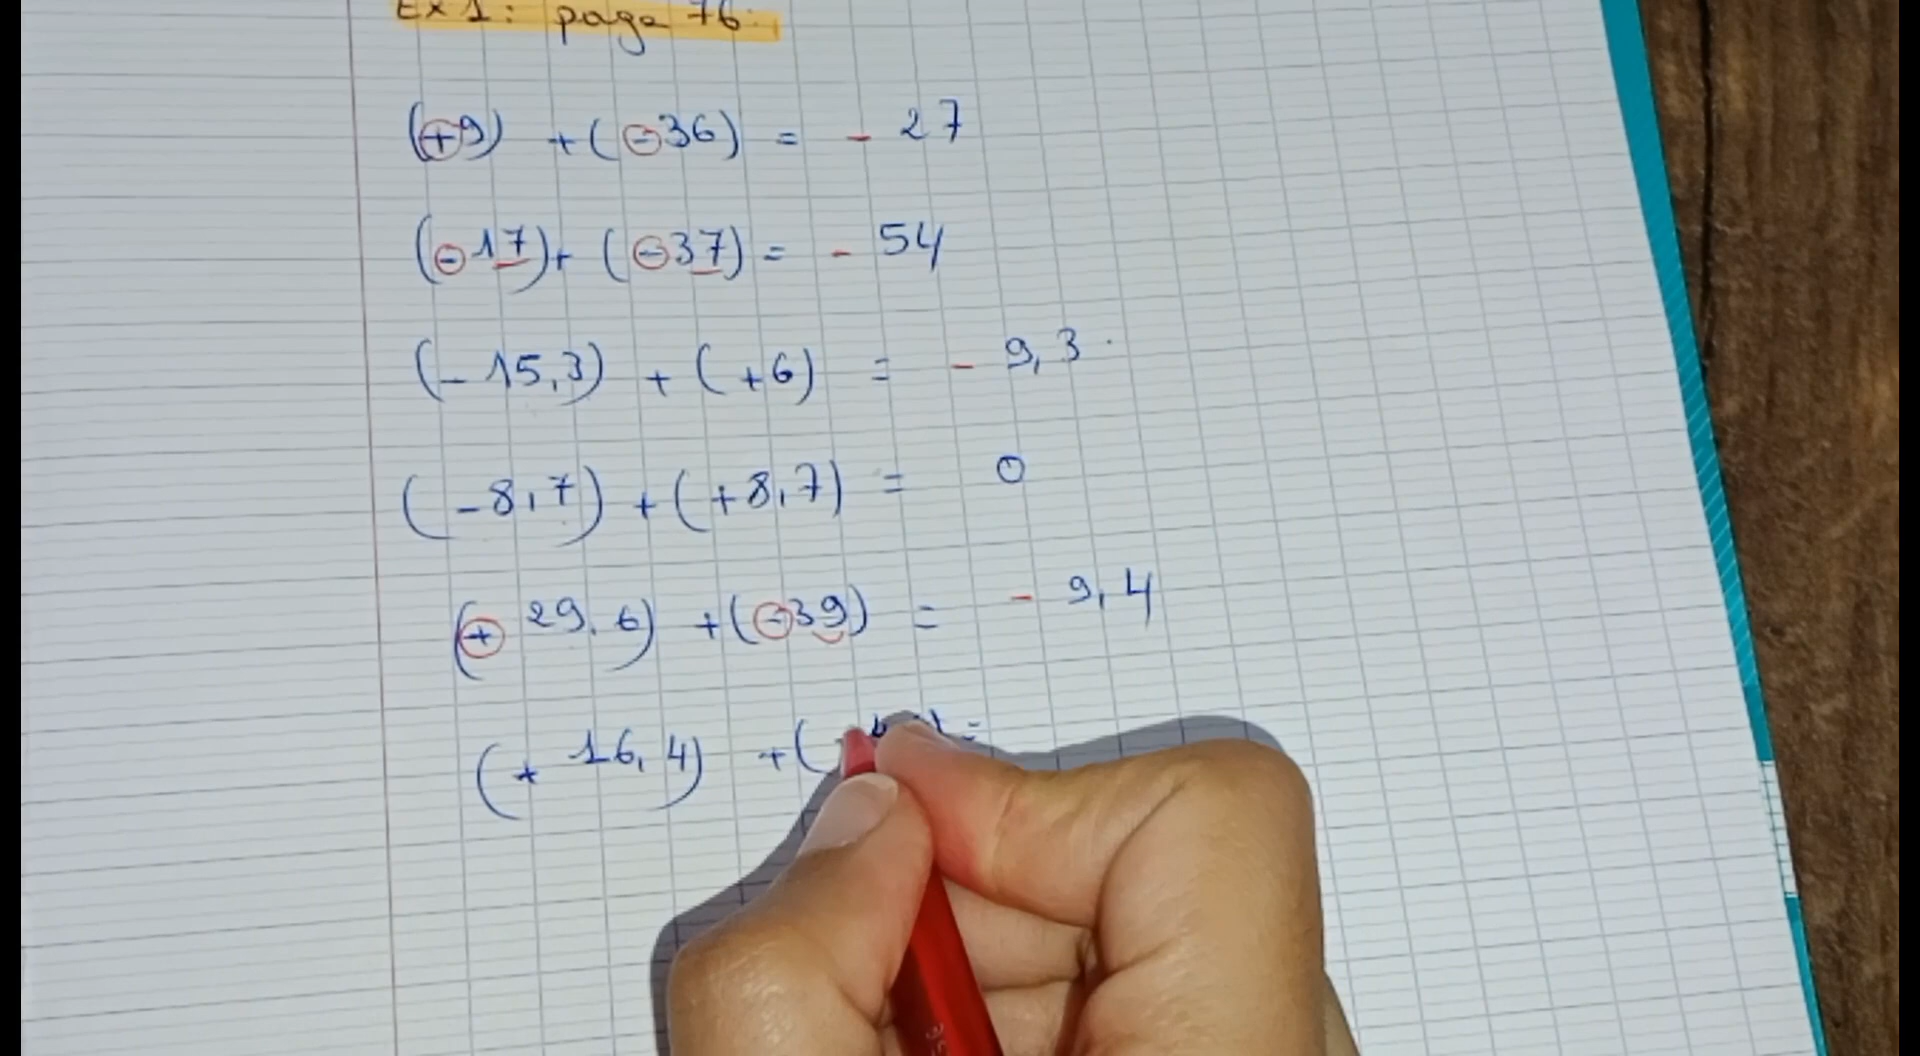 Ex 1: page 76.
(+9) + (-36) = - 27
(-17)+ (-37) = - 54
(- 15,3) + (+6) = - 9,3.
(-8,7) + (+8,7) = 0
(+ 29,6) +(-39) = - 9,4
(+ 16,4) +( ) =